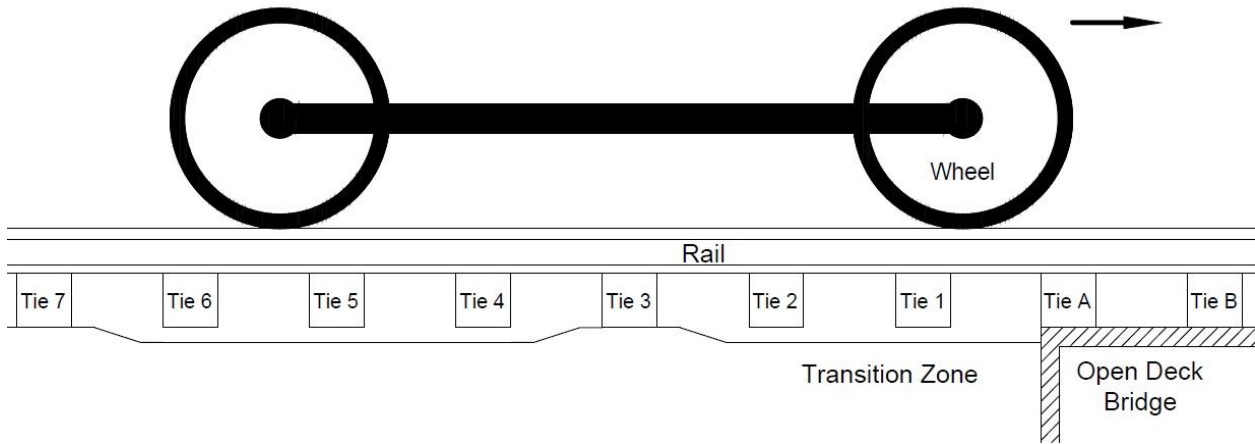 Wheel
Rail
Tie 7 Tie 6 Tie 5 Tie 4 Tie 3 Tie 2 Tie 1 Tie A Tie B
Transition Zone
Open Deck
Bridge